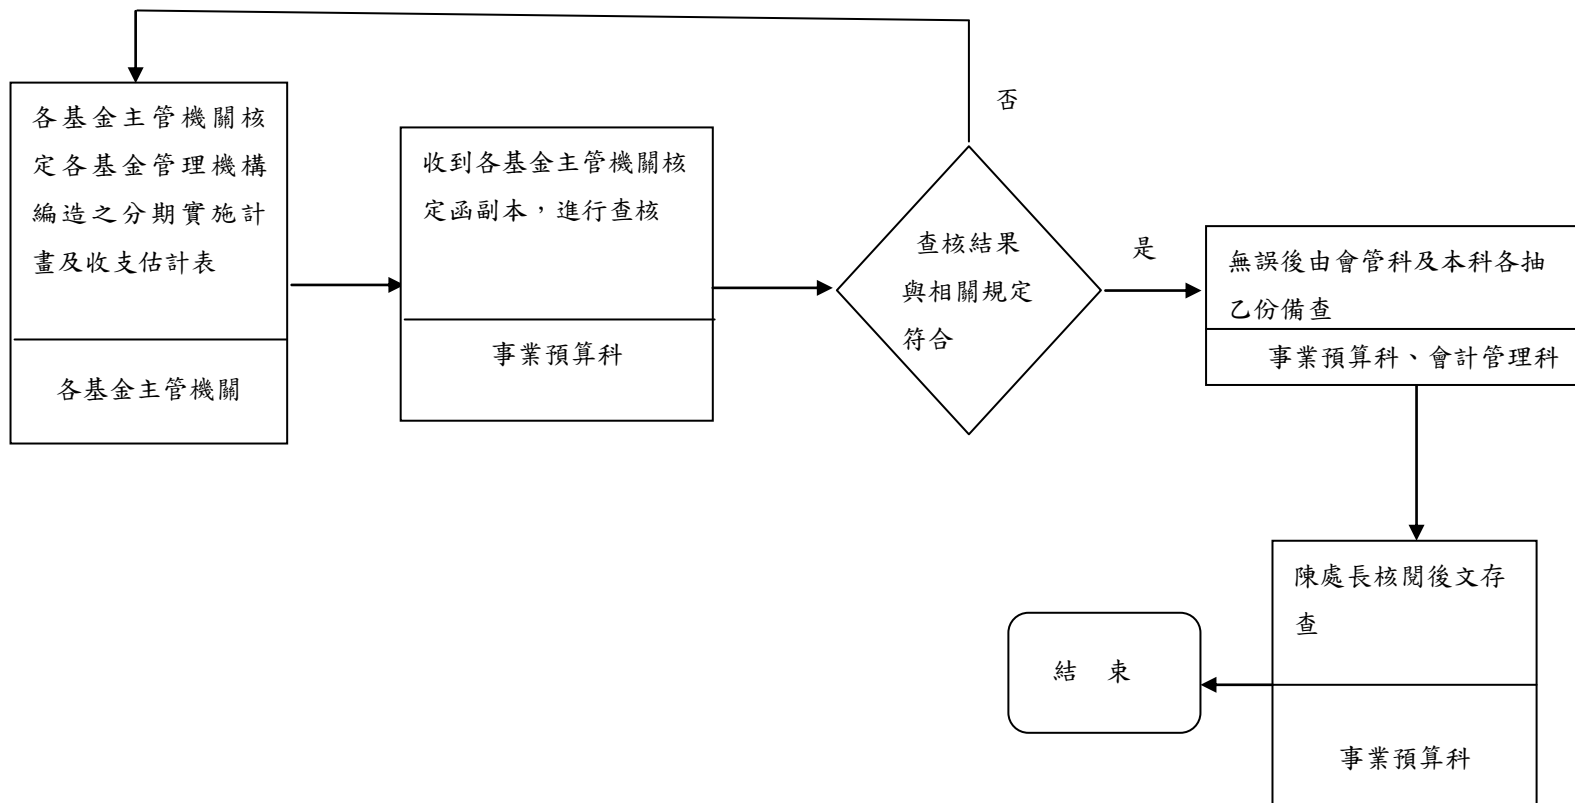 各基金主管機關核
定各基金管理機構
編造之分期實施計
畫及收支估計表
各基金主管機關
收到各基金主管機關核
定函副本，進行查核
事業預算科
否
查核結果
與相關規定
符合
是
無誤後由會管科及本科各抽
乙份備查
事業預算科、會計管理科
陳處長核閱後文存
查
事業預算科
結 束